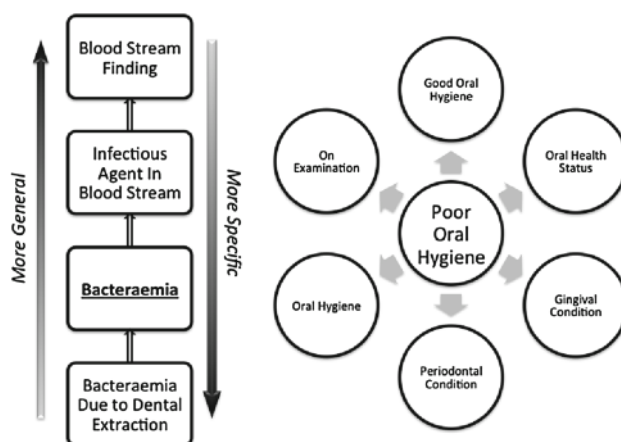 Blood Stream
Finding
Infectious
Agent In
Blood Stream
Bacteraemia
Bacteraemia
Due to Dental
Extraction
More General
More Specific
Good Oral
Hygiene
On
Examination
Oral Health
Status
Poor
Oral
Hygiene
Oral Hygiene
Gingival
Condition
Periodontal
Condition